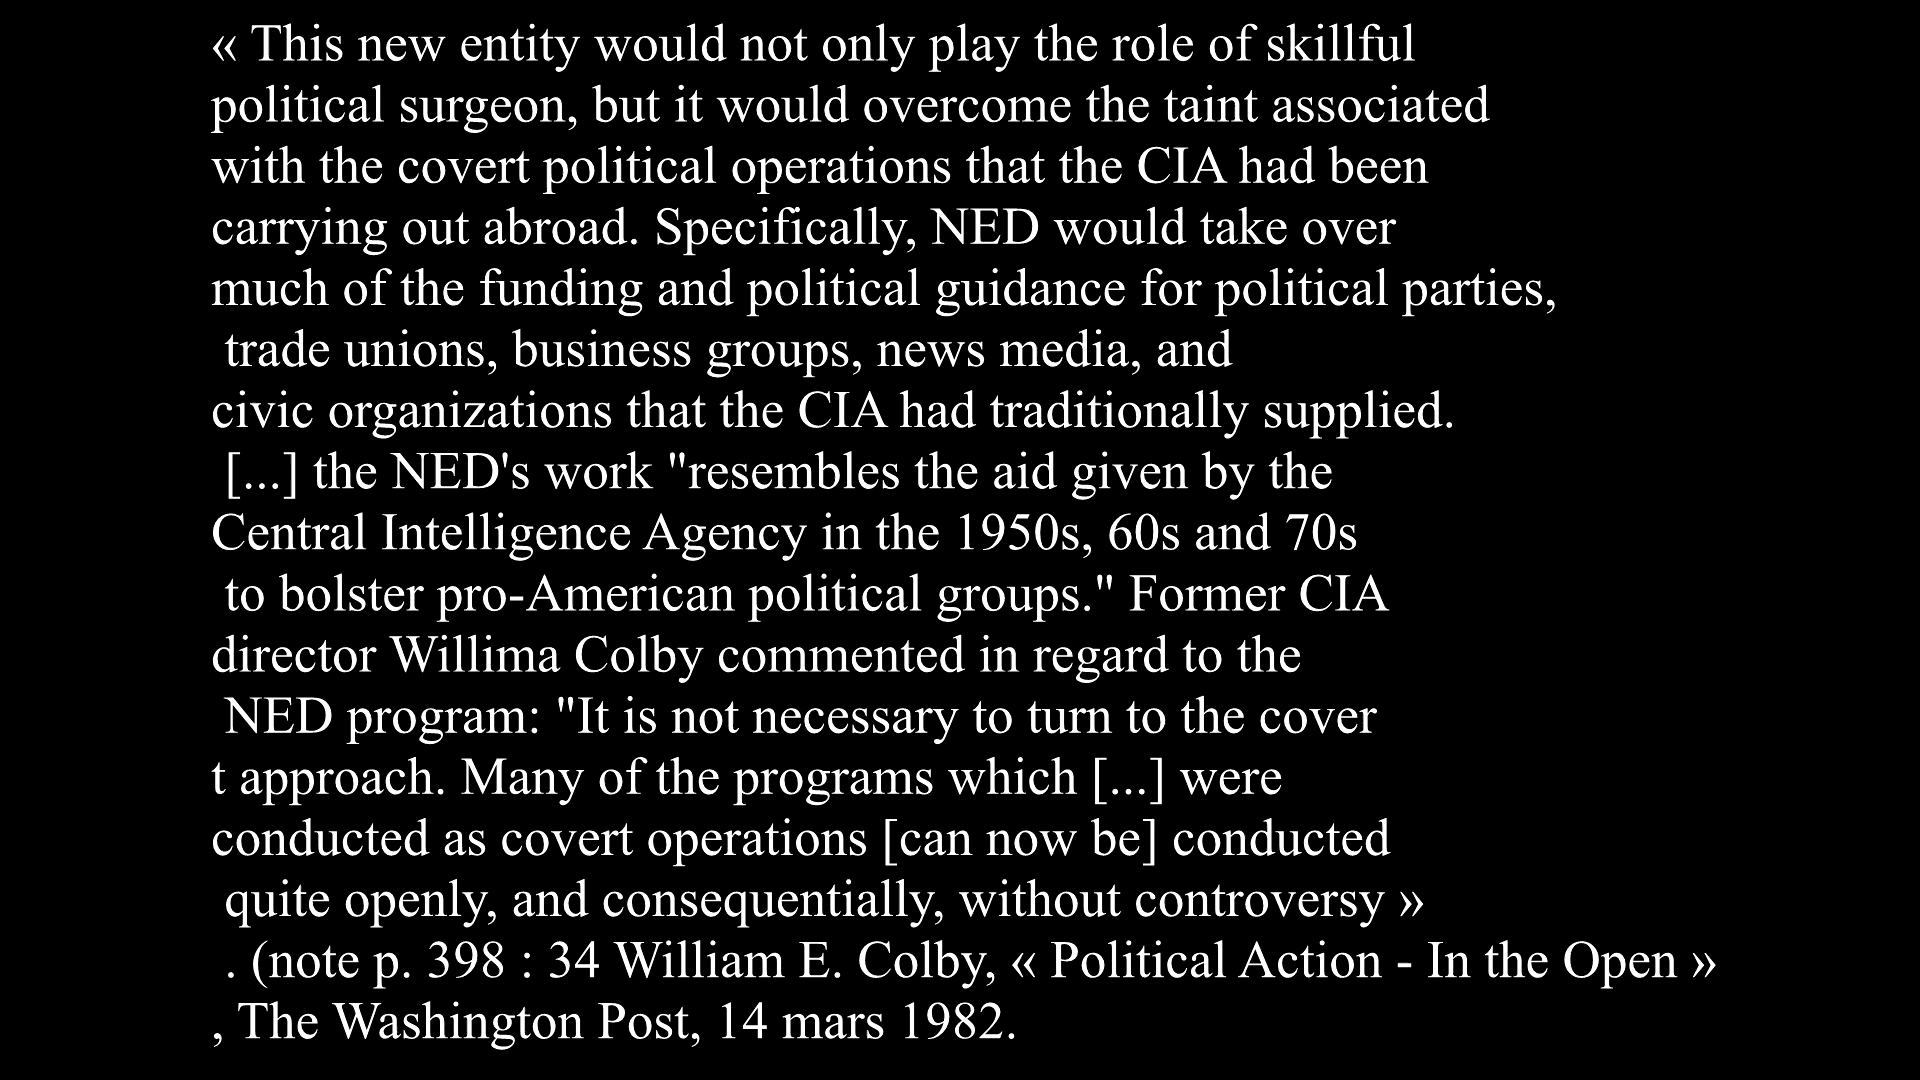 « This new entity would not only play the role of skillful
political surgeon, but it would overcome the taint associated
with the covert political operations that the CIA had been
carrying out abroad. Specifically, NED would take over
much of the funding and political guidance for political parties,
trade unions, business groups, news media, and
civic organizations that the CIA had traditionally supplied.
[...] the NED's work "resembles the aid given by the
Central Intelligence Agency in the 1950s, 60s and 70s
to bolster pro-American political groups." Former CIA
director Willima Colby commented in regard to the
NED program: "It is not necessary to turn to the cover
t approach. Many of the programs which [...] were
conducted as covert operations [can now be] conducted
quite openly, and consequentially, without controversy »
. (note p. 398 : 34 William E. Colby, « Political Action - In the Open »
, The Washington Post, 14 mars 1982.